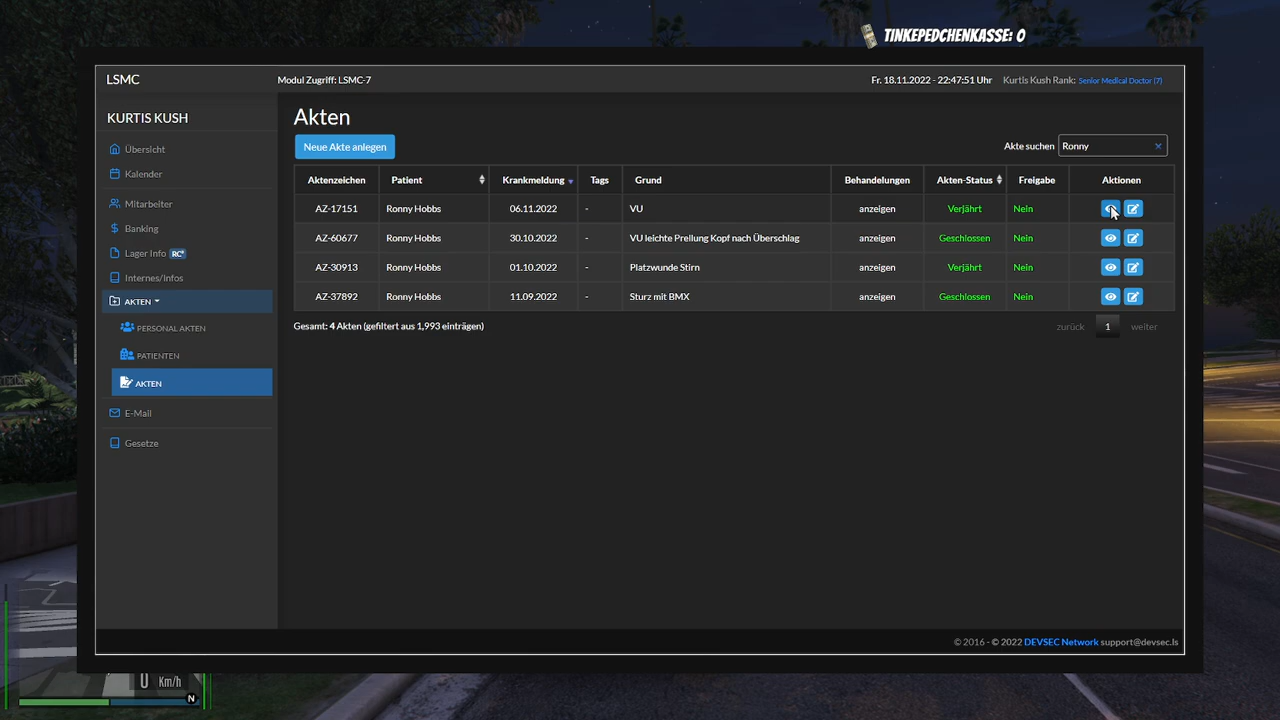 TINKEPEDCHENKASSE: 0
LSMC
Modul Zugriff: LSMC-7
Fr. 18.11.2022 - 22:47:51 Uhr
Kurtis Kush Rank: Senior Medical Doctor (7)
KURTIS KUSH
Übersicht
Kalender
Mitarbeiter
Banking
Lager Info RC°
Internes/Infos
AKTEN
PERSONAL AKTEN
PATIENTEN
AKTEN
E-Mail
Gesetze
Akten
Neue Akte anlegen
Akte suchen Ronny
Aktenzeichen Patient Krankmeldung Tags Grund Behandelungen Akten-Status Freigabe Aktionen
AZ-17151 Ronny Hobbs 06.11.2022 - VU anzeigen Verjährt Nein
AZ-60677 Ronny Hobbs 30.10.2022 - VU leichte Prellung Kopf nach Überschlag anzeigen Geschlossen Nein
AZ-30913 Ronny Hobbs 01.10.2022 - Platzwunde Stirn anzeigen Verjährt Nein
AZ-37892 Ronny Hobbs 11.09.2022 - Sturz mit BMX anzeigen Geschlossen Nein
Gesamt: 4 Akten (gefiltert aus 1,993 einträgen)
zurück 1 weiter
© 2016 - © 2022 DEVSEC Network support@devsec.ls
0 Km/h
N